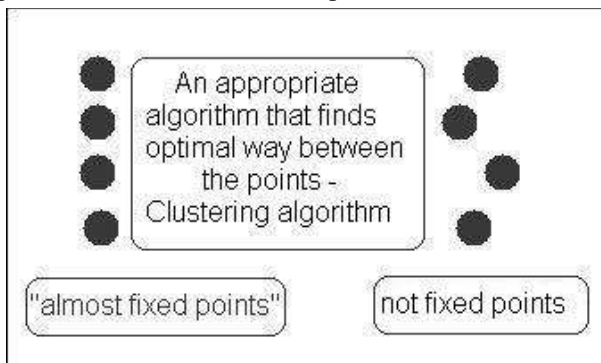 An appropriate
algorithm that finds
optimal way between
the points -
Clustering algorithm
"almost fixed points"
not fixed points